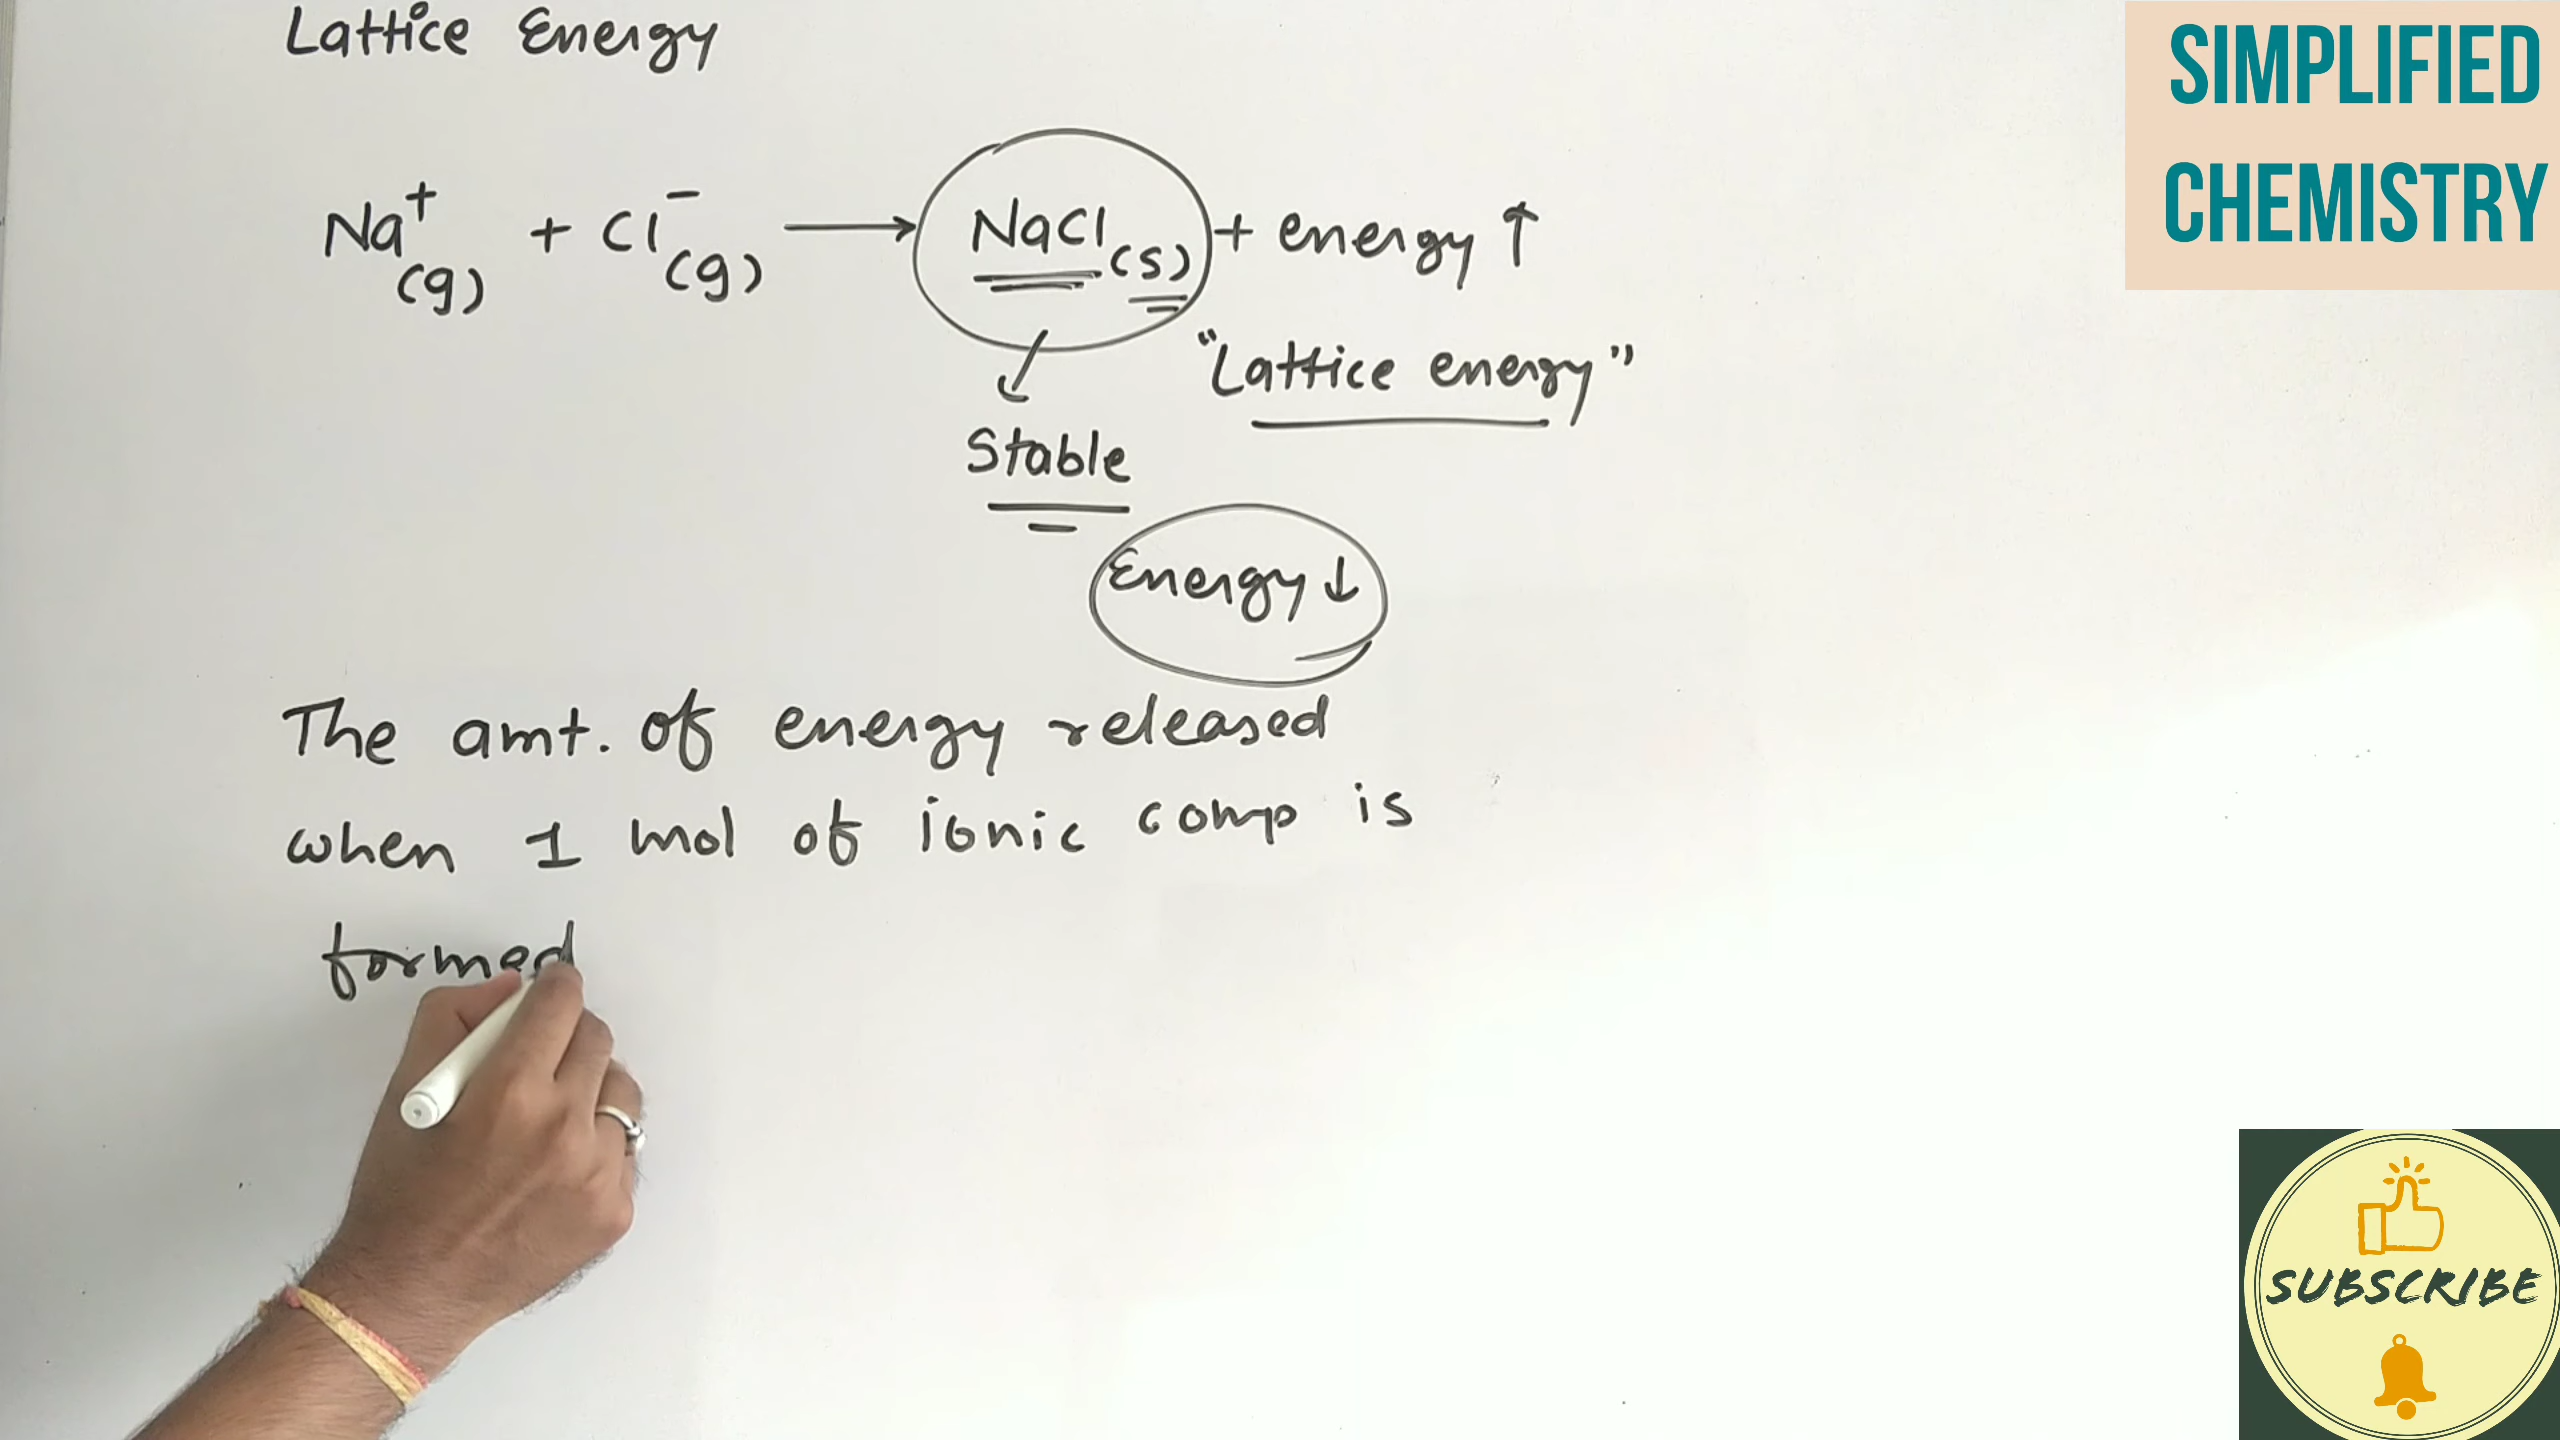 Lattice Energy
SIMPLIFIED
CHEMISTRY
Na⁺(g) + Cl⁻(g) ⟶ NaCl(s) + energy ↑
"Lattice energy"
Stable
Energy ↓
The amt. of energy released
when 1 mol of ionic comp is
formed
SUBSCRIBE